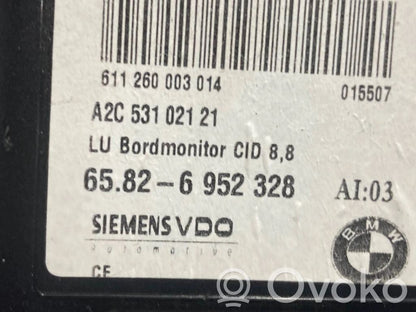 611 260 003 014 015507
A2C 531 021 21
LU Bordmonitor CID 8,8
65.82- 6 952 328 AI:03
SIEMENS VDO
Automotive
BMW
CE
Ovoko